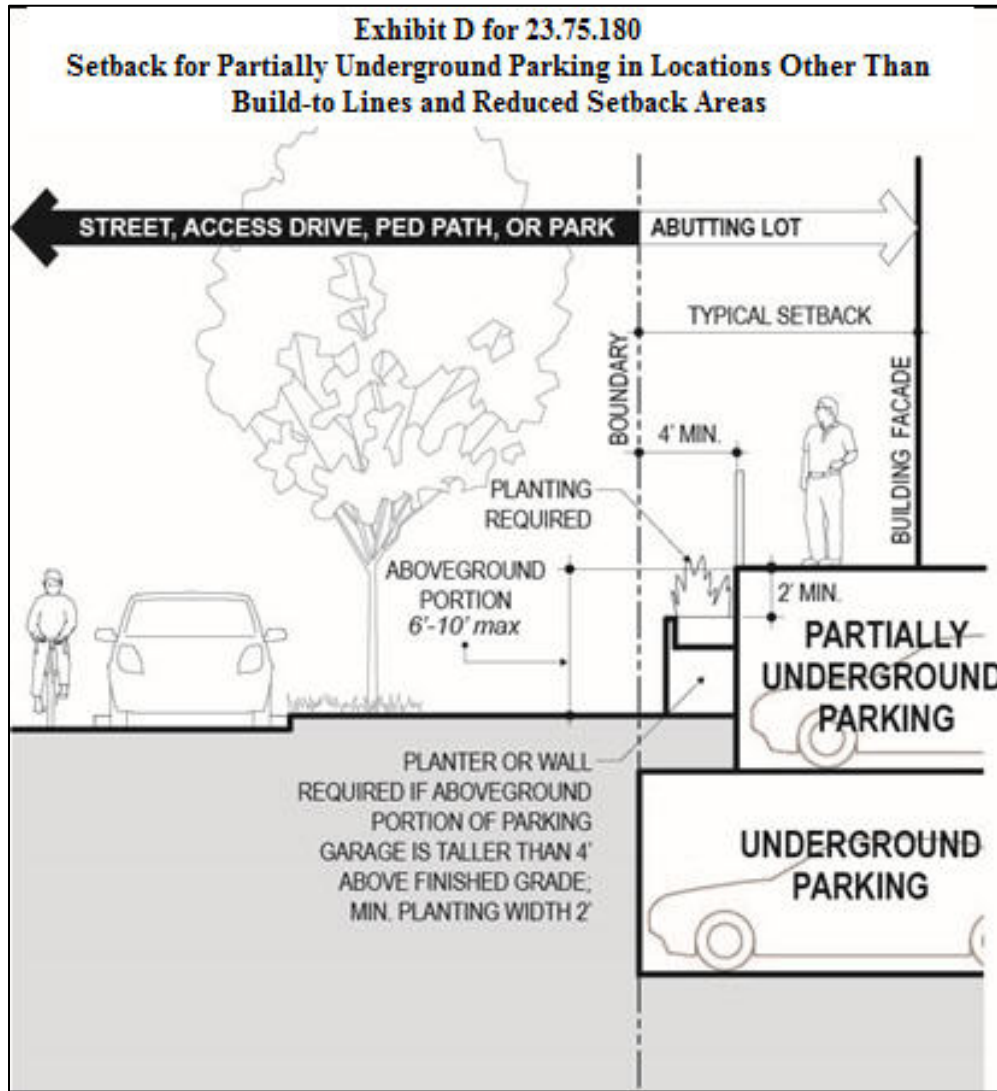 Exhibit D for 23.75.180
Setback for Partially Underground Parking in Locations Other Than
Build-to Lines and Reduced Setback Areas
STREET, ACCESS DRIVE, PED PATH, OR PARK
ABUTTING LOT
TYPICAL SETBACK
BOUNDARY
BUILDING FACADE
4' MIN.
PLANTING
REQUIRED
ABOVEGROUND
PORTION
6'-10' max
2' MIN.
PARTIALLY
UNDERGROUND
PARKING
PLANTER OR WALL
REQUIRED IF ABOVEGROUND
PORTION OF PARKING
GARAGE IS TALLER THAN 4'
ABOVE FINISHED GRADE;
MIN. PLANTING WIDTH 2'
UNDERGROUND
PARKING